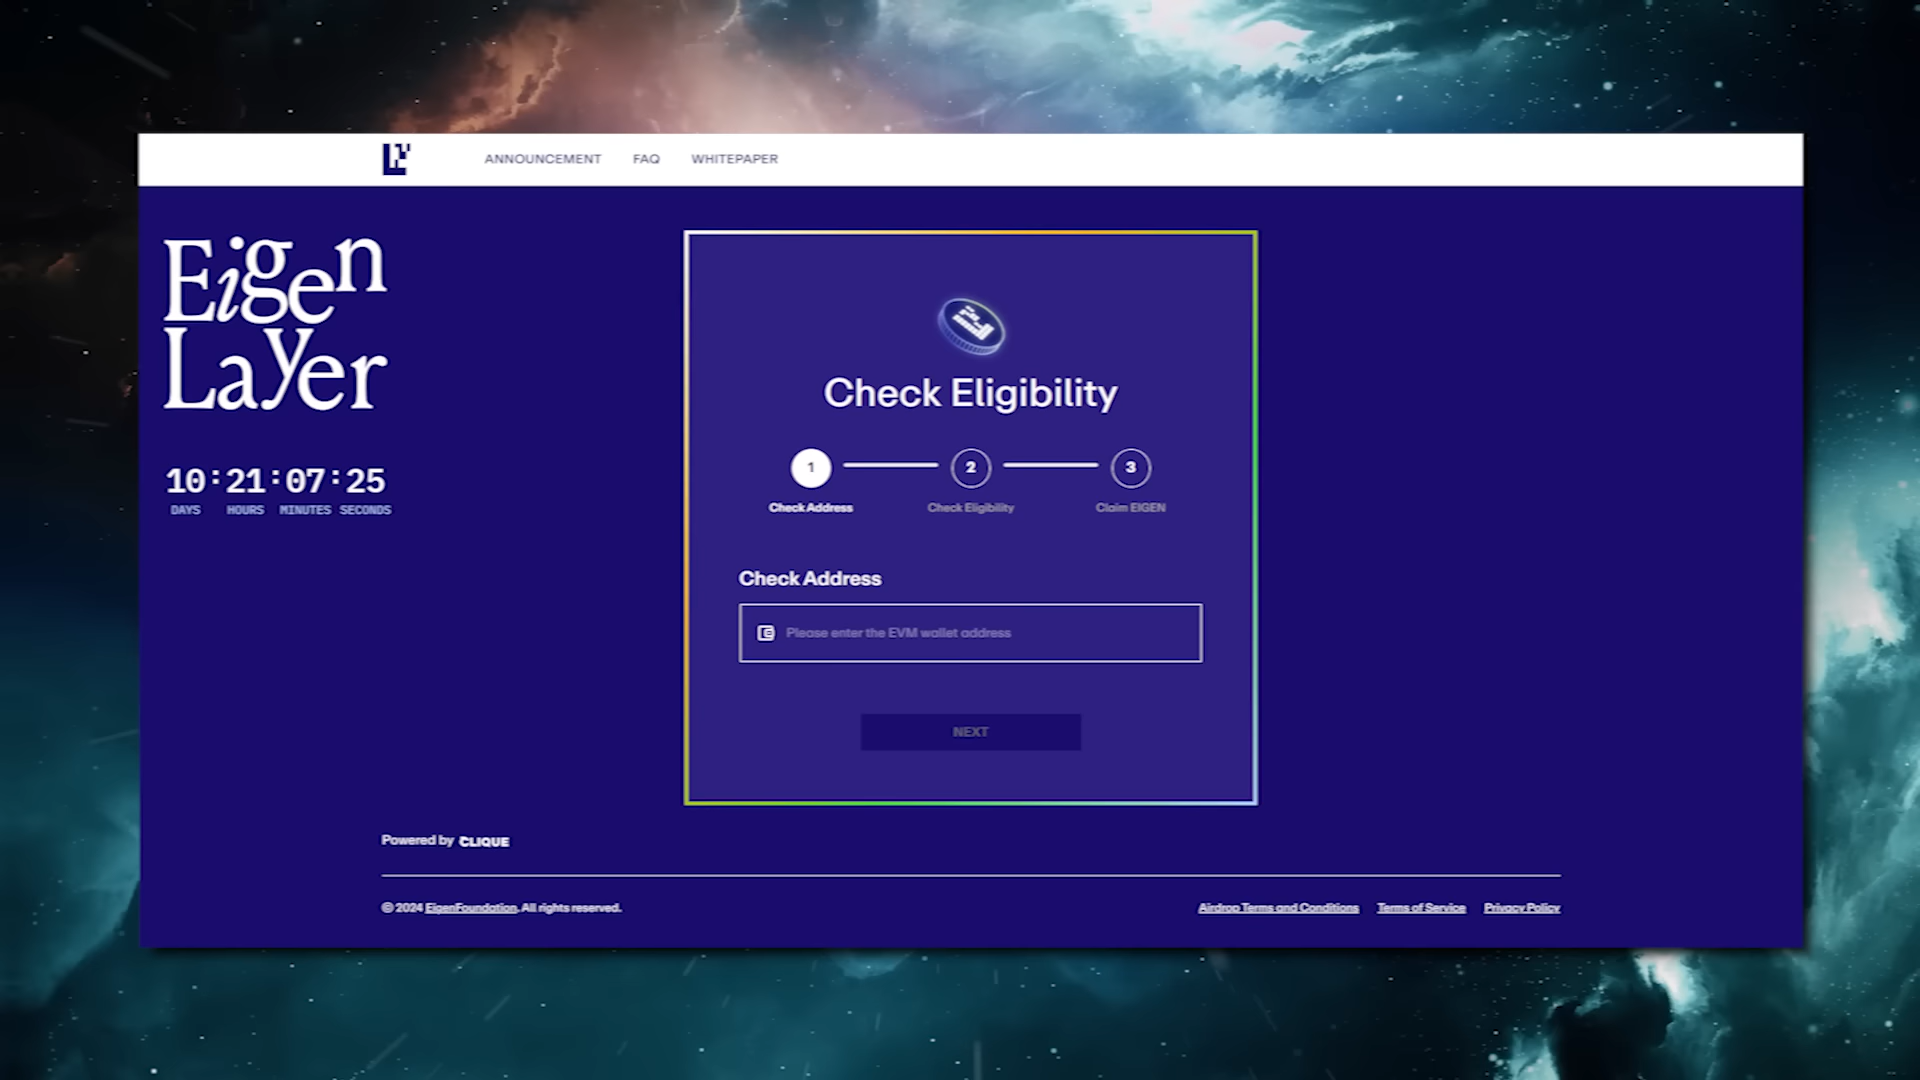 ANNOUNCEMENT FAQ WHITEPAPER
Eigen
Layer
10:21:07:25
DAYS HOURS MINUTES SECONDS
Check Eligibility
1 2 3
Check Address Check Eligibility Claim EIGEN
Check Address
Please enter the EVM wallet address
NEXT
Powered by CLIQUE
© 2024 EigenFoundation. All rights reserved.
Airdrop Terms and Conditions Terms of Service Privacy Policy